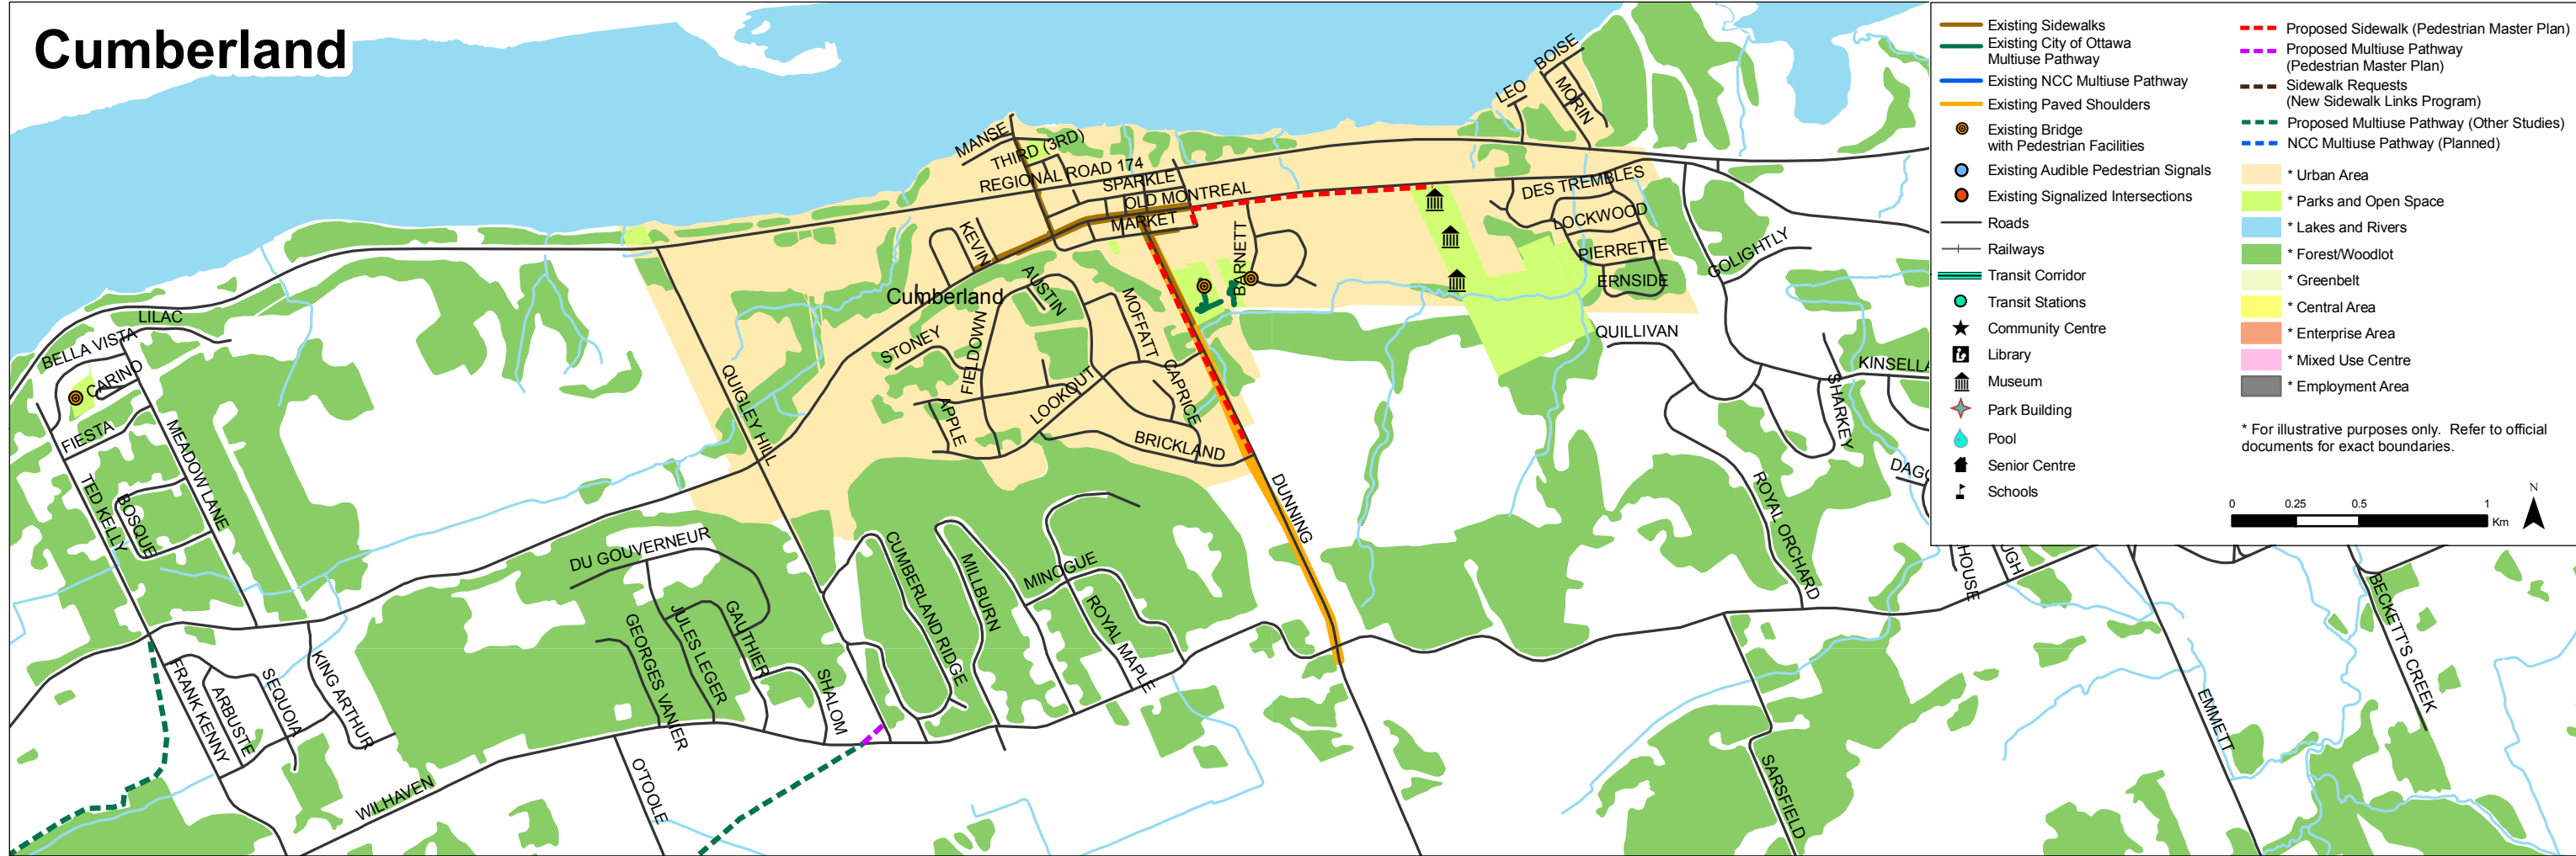 Cumberland
BOISE
LEO
MORIN
MANSE
THIRD (3RD)
REGIONAL ROAD 174
SPARKLE
OLD MONTREAL
MARKET
DES TREMBLES
LOCKWOOD
PIERRETTE
ERNSIDE
GOLIGHTLY
BARNETT
KEVIN
AUSTIN
Cumberland
MOFFATT
STONEY
FIELDOWN
LOOKOUT
CAPRICE
APPLE
BRICKLAND
QUIGLEY HILL
LILAC
BELLA VISTA
CARINO
FIESTA
MEADOW LANE
TED KELLY
BOSQUE
QUILLIVAN
KINSELLA
SHARKEY
DUNNING
ROYAL ORCHARD
DU GOUVERNEUR
CUMBERLAND RIDGE
MILLBURN
MINOGUE
ROYAL MAPLE
GEORGES VANIER
JULES LEGER
GAUTHIER
SHALOM
FRANK KENNY
ARBUSTE
SEQUOIA
KING ARTHUR
WILHAVEN
O'TOOLE
SARSFIELD
EMMETT
BECKETT'S CREEK
Existing Sidewalks
Existing City of Ottawa
Multiuse Pathway
Existing NCC Multiuse Pathway
Existing Paved Shoulders
Existing Bridge
with Pedestrian Facilities
Existing Audible Pedestrian Signals
Existing Signalized Intersections
Roads
Railways
Transit Corridor
Transit Stations
Community Centre
Library
Museum
Park Building
Pool
Senior Centre
Schools
Proposed Sidewalk (Pedestrian Master Plan)
Proposed Multiuse Pathway
(Pedestrian Master Plan)
Sidewalk Requests
(New Sidewalk Links Program)
Proposed Multiuse Pathway (Other Studies)
NCC Multiuse Pathway (Planned)
* Urban Area
* Parks and Open Space
* Lakes and Rivers
* Forest/Woodlot
* Greenbelt
* Central Area
* Enterprise Area
* Mixed Use Centre
* Employment Area
* For illustrative purposes only. Refer to official
documents for exact boundaries.
N
0 0.25 0.5 1
Km